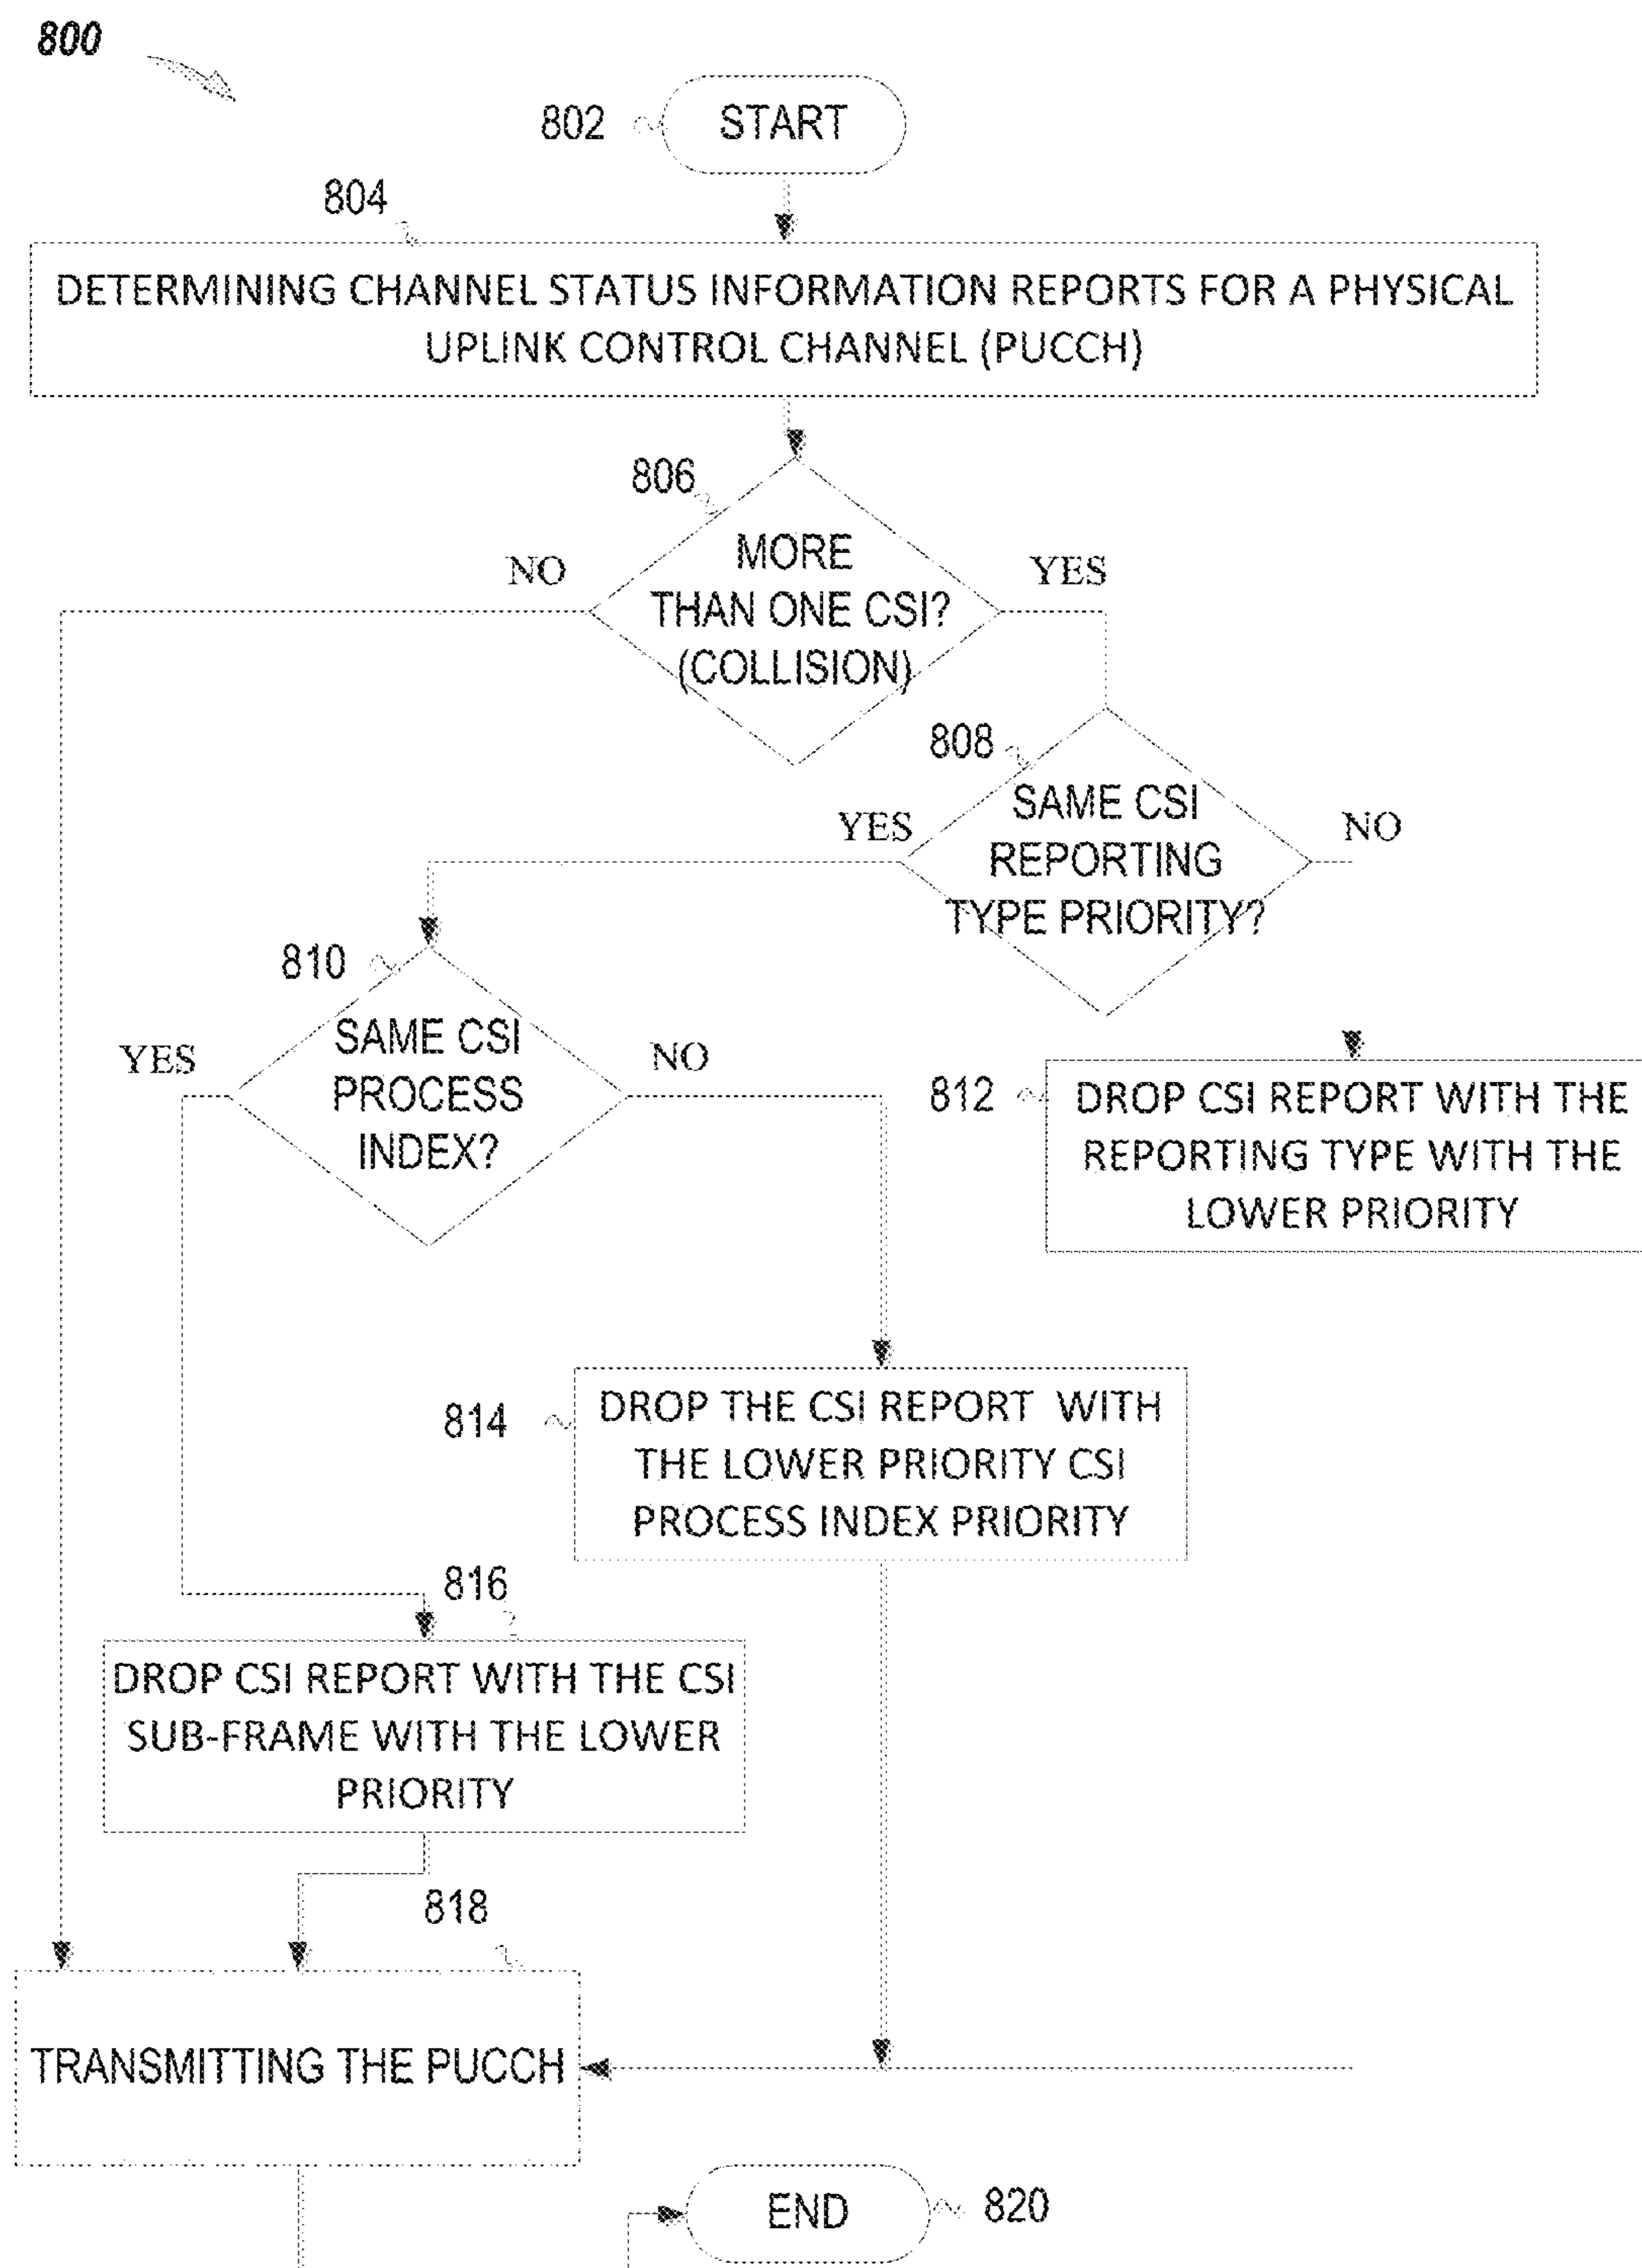 800
802
START
804
DETERMINING CHANNEL STATUS INFORMATION REPORTS FOR A PHYSICAL
UPLINK CONTROL CHANNEL (PUCCH)
806
MORE
THAN ONE CSI?
(COLLISION)
NO
YES
808
SAME CSI
REPORTING
TYPE PRIORITY?
YES
NO
810
SAME CSI
PROCESS
INDEX?
YES
NO
812
DROP CSI REPORT WITH THE
REPORTING TYPE WITH THE
LOWER PRIORITY
814
DROP THE CSI REPORT WITH
THE LOWER PRIORITY CSI
PROCESS INDEX PRIORITY
816
DROP CSI REPORT WITH THE CSI
SUB-FRAME WITH THE LOWER
PRIORITY
818
TRANSMITTING THE PUCCH
END
820